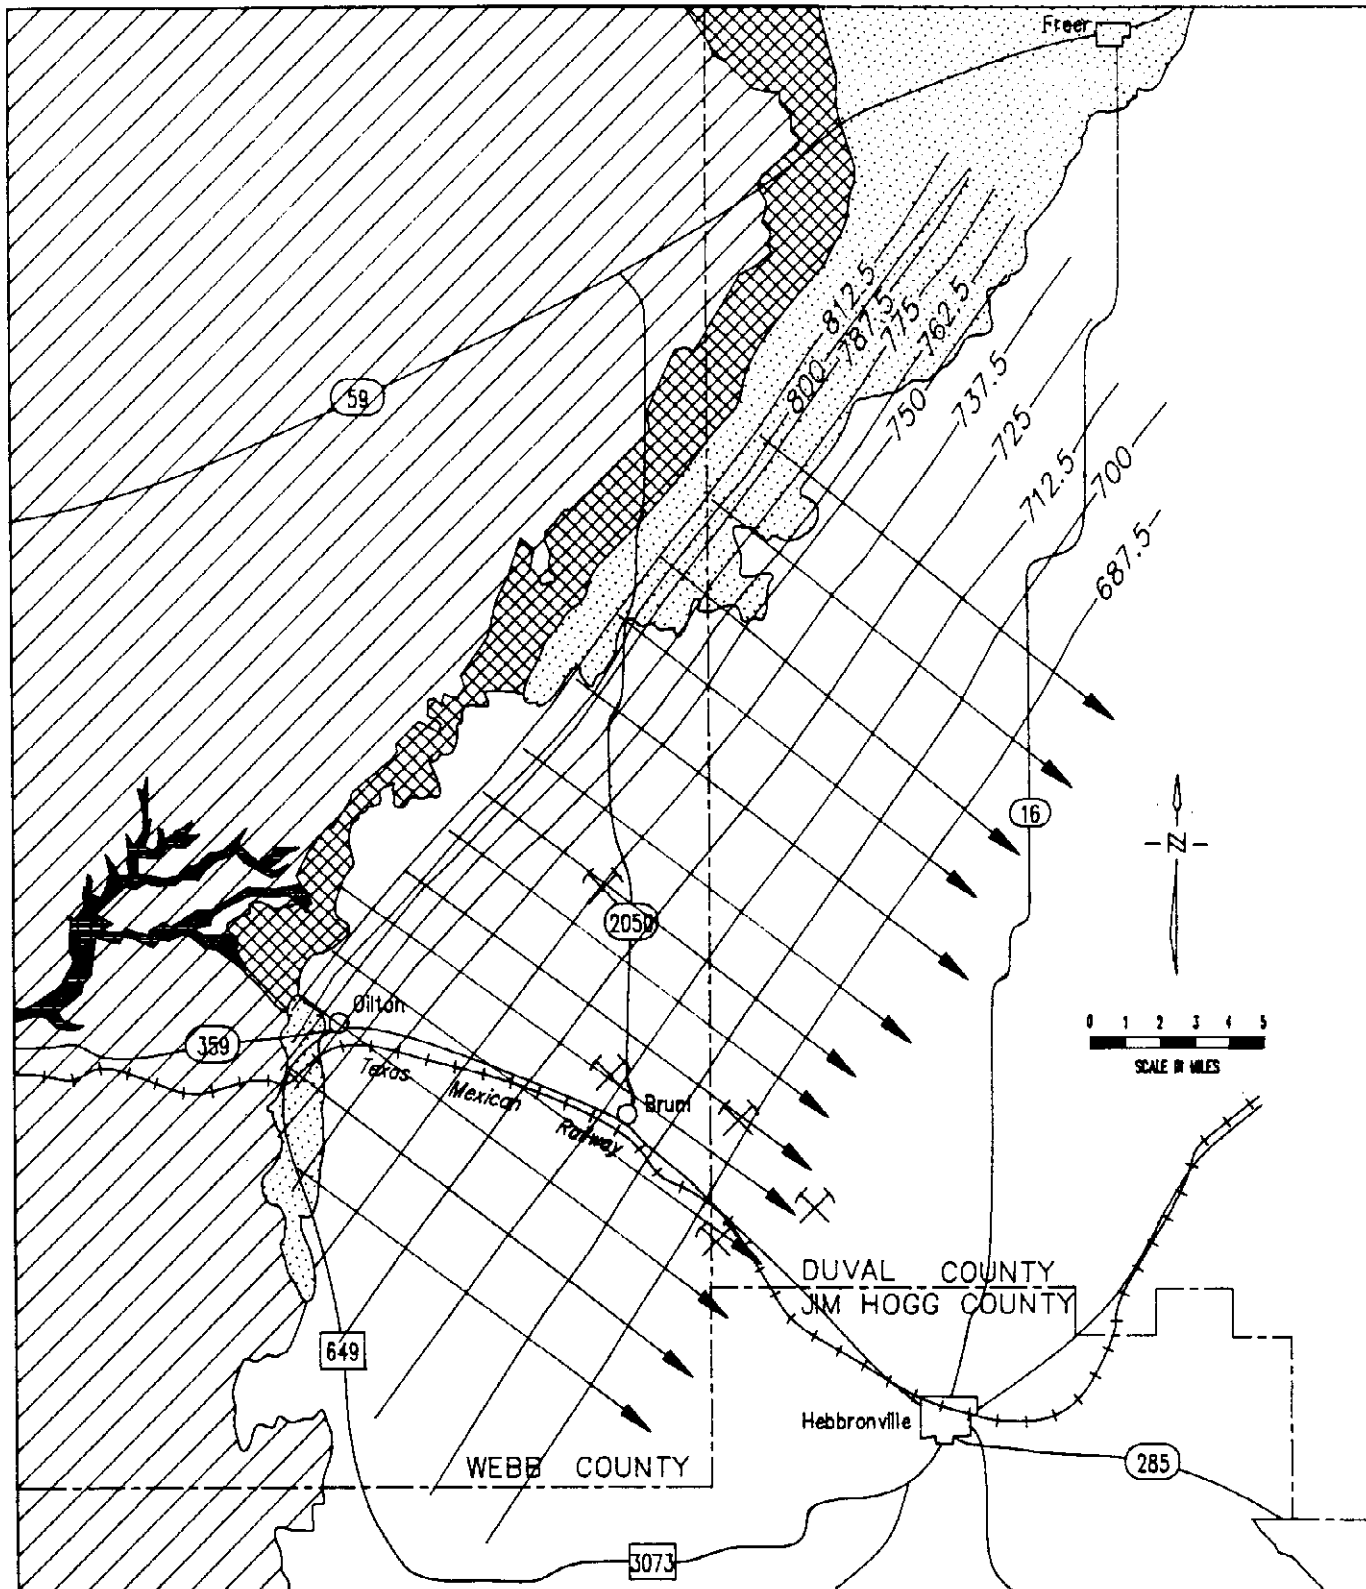 Freer
812.5
800
787.5
775
762.5
59
750
737.5
725
712.5
700
687.5
16
N
2050
Oilton
359
0 1 2 3 4 5
SCALE IN MILES
Texas Mexican Railway
Bruni
DUVAL COUNTY
JIM HOGG COUNTY
649
Hebbronville
WEBB COUNTY
285
3073